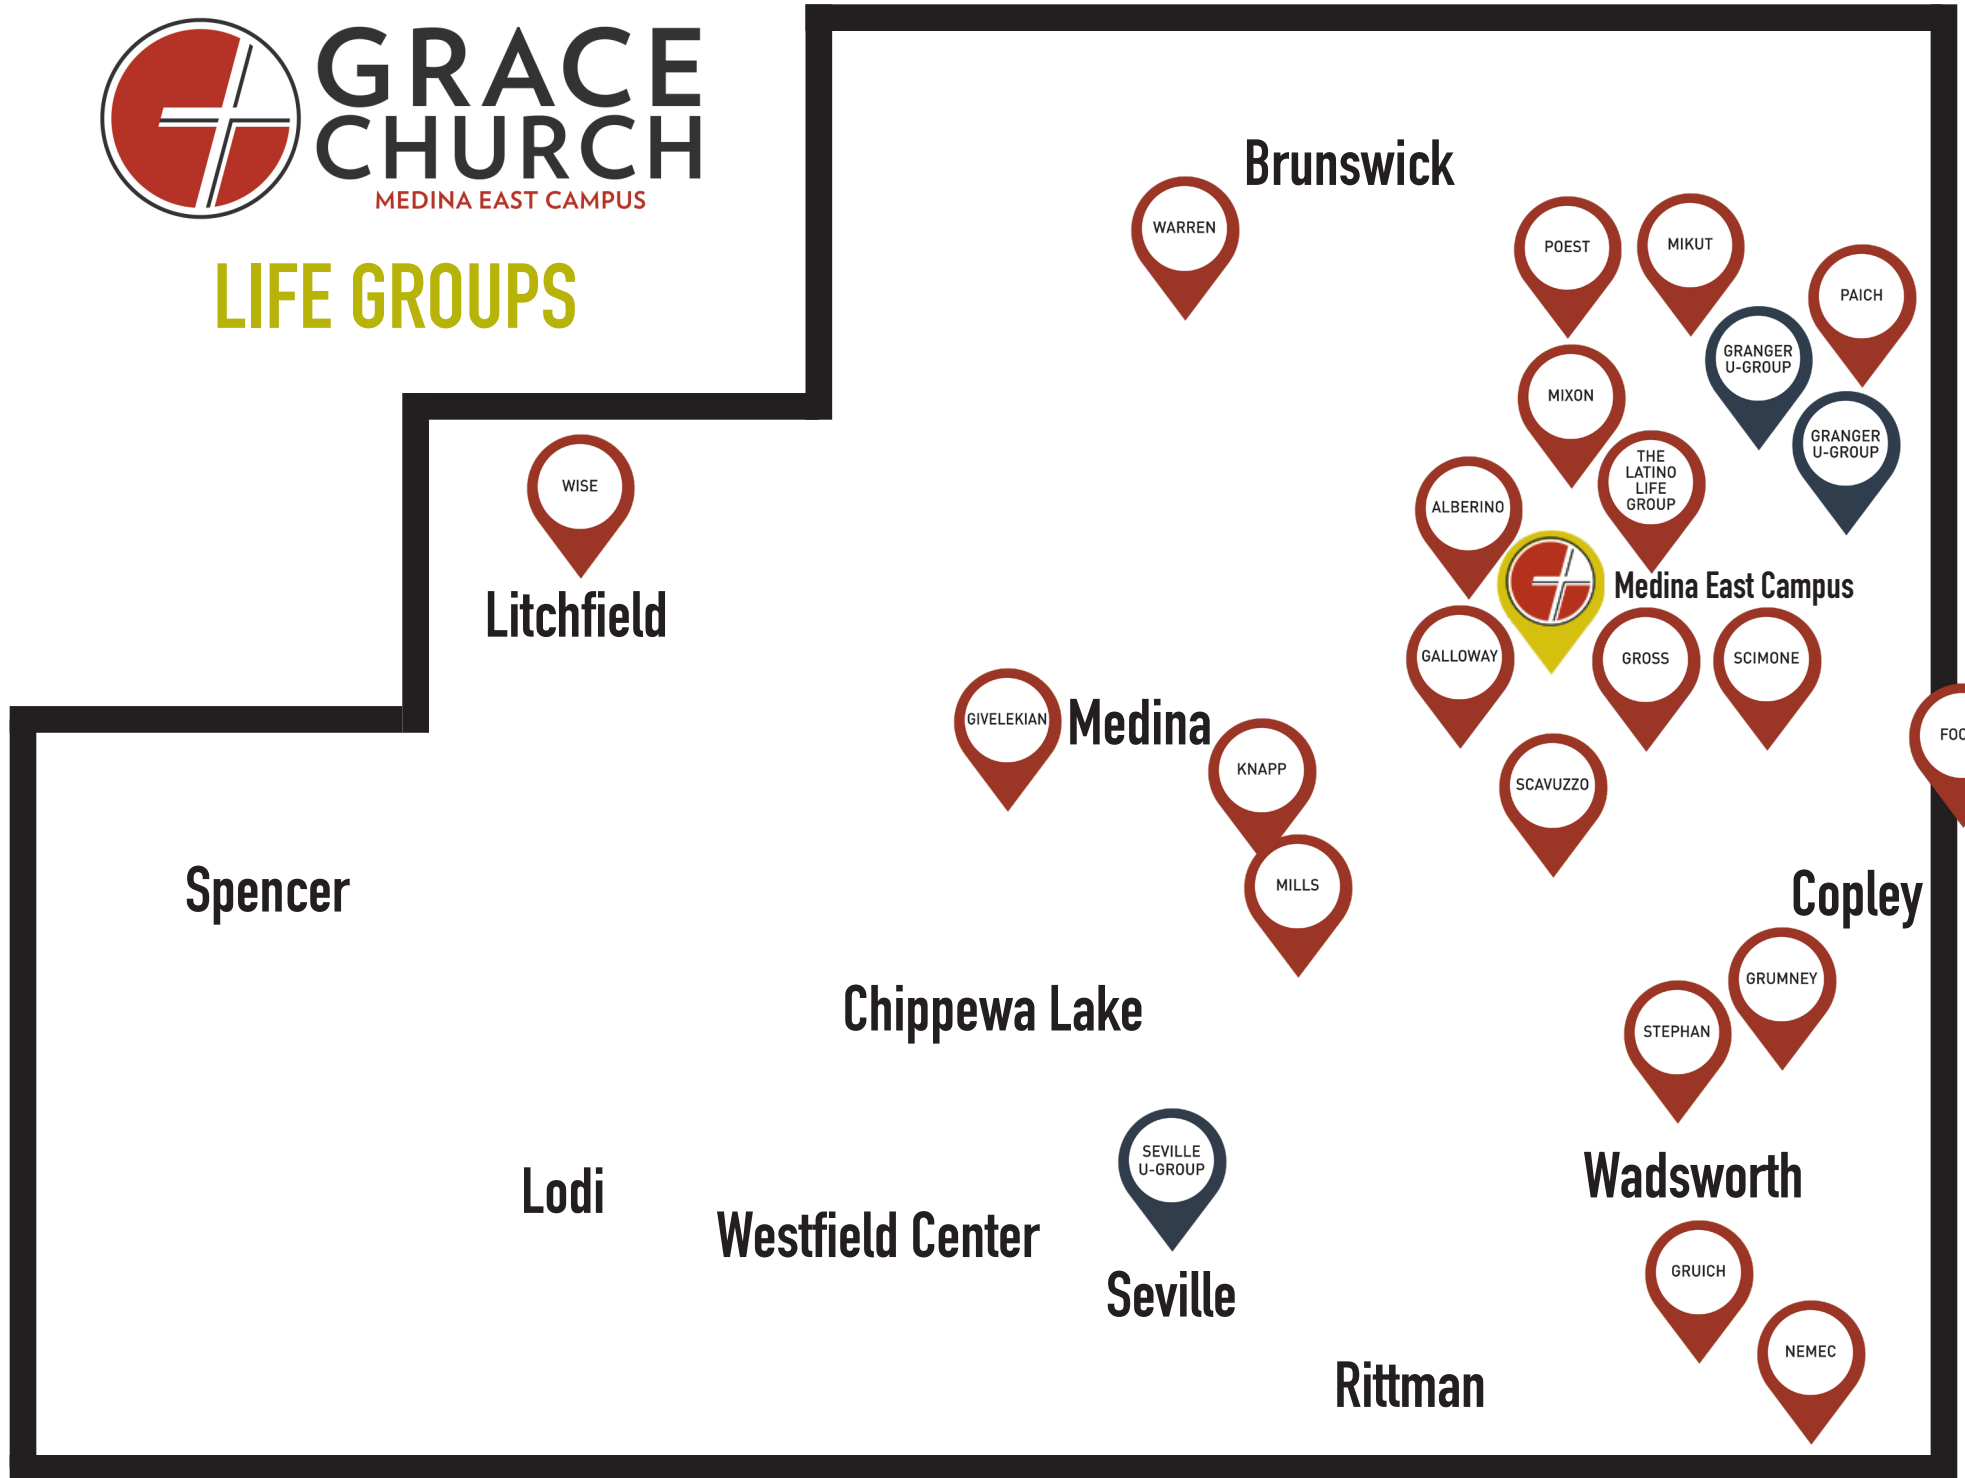 GRACE
CHURCH
MEDINA EAST CAMPUS
LIFE GROUPS
Brunswick
WARREN
POEST
MIKUT
PAICH
GRANGER
U-GROUP
MIXON
GRANGER
U-GROUP
THE
LATINO
LIFE
GROUP
WISE
ALBERINO
Medina East Campus
Litchfield
GALLOWAY
GROSS
SCIMONE
GIVELEKIAN
Medina
KNAPP
SCAVUZZO
MILLS
Spencer
Copley
GRUMNEY
Chippewa Lake
STEPHAN
SEVILLE
U-GROUP
Wadsworth
Lodi
Westfield Center
Seville
GRUICH
NEMEC
Rittman